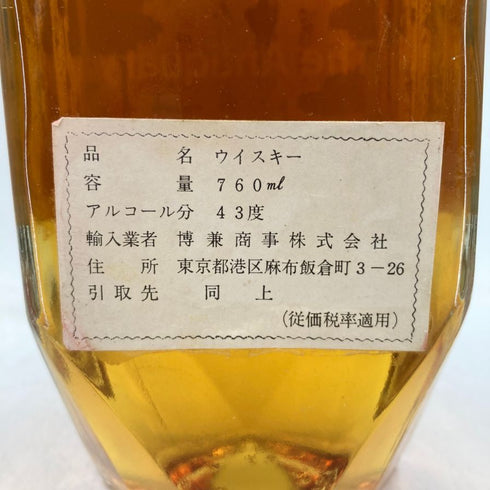 The Antiquary
品 名 ウイスキー
容 量 760ml
アルコール分 43度
輸入業者 博兼商事株式会社
住 所 東京都港区麻布飯倉町3-26
引取先 同 上
(従価税率適用)